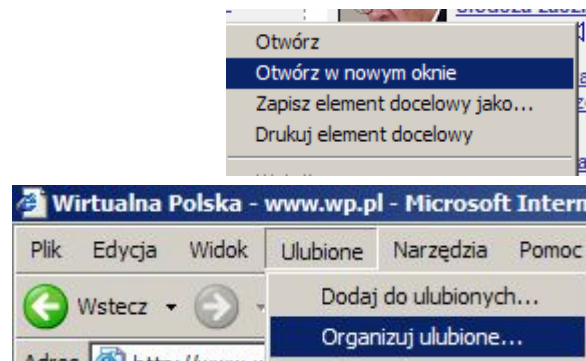 Otwórz
Otwórz w nowym oknie
Zapisz element docelowy jako...
Drukuj element docelowy
Wirtualna Polska - www.wp.pl - Microsoft Intern
Plik Edycja Widok Ulubione Narzędzia Pomoc
Wstecz Dodaj do ulubionych...
Organizuj ulubione...
Adres